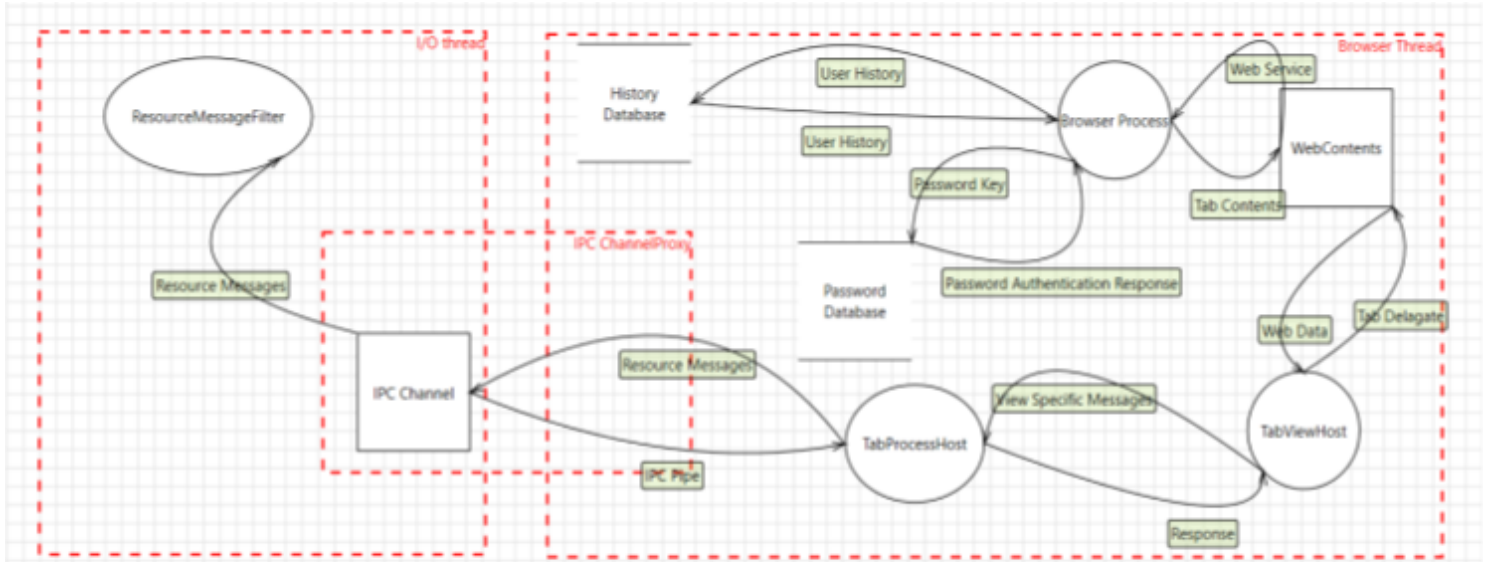 I/O thread
Browser Thread
ResourceMessageFilter
History
Database
User History
User History
Browser Process
Web Service
WebContents
Password Key
Tab Contents
IPC ChannelProxy
Resource Messages
Password
Database
Password Authentication Response
Web Data
Tab Delagate
IPC Channel
Resource Messages
View Specific Messages
TabProcessHost
TabViewHost
IPC Pipe
Response